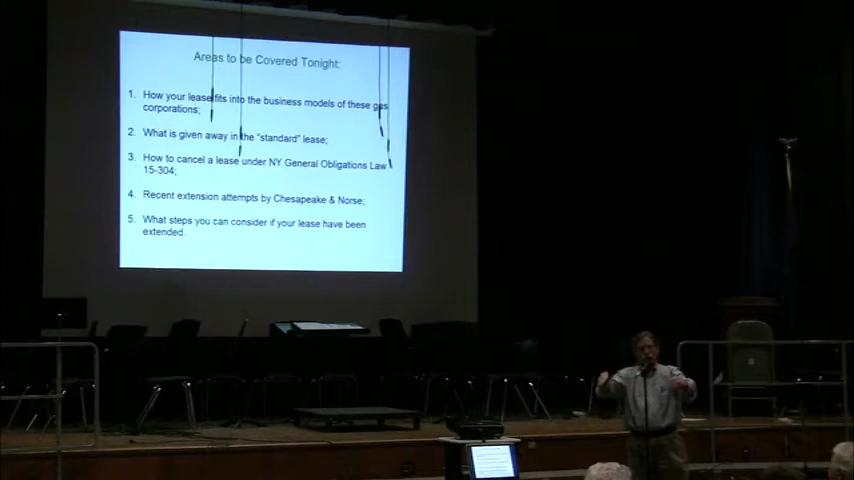 Areas to be Covered Tonight:
1. How your lease fits into the business models of these gas
corporations;
2. What is given away in the "standard" lease;
3. How to cancel a lease under NY General Obligations Law
15-304;
4. Recent extension attempts by Chesapeake & Norse;
5. What steps you can consider if your lease have been
extended.